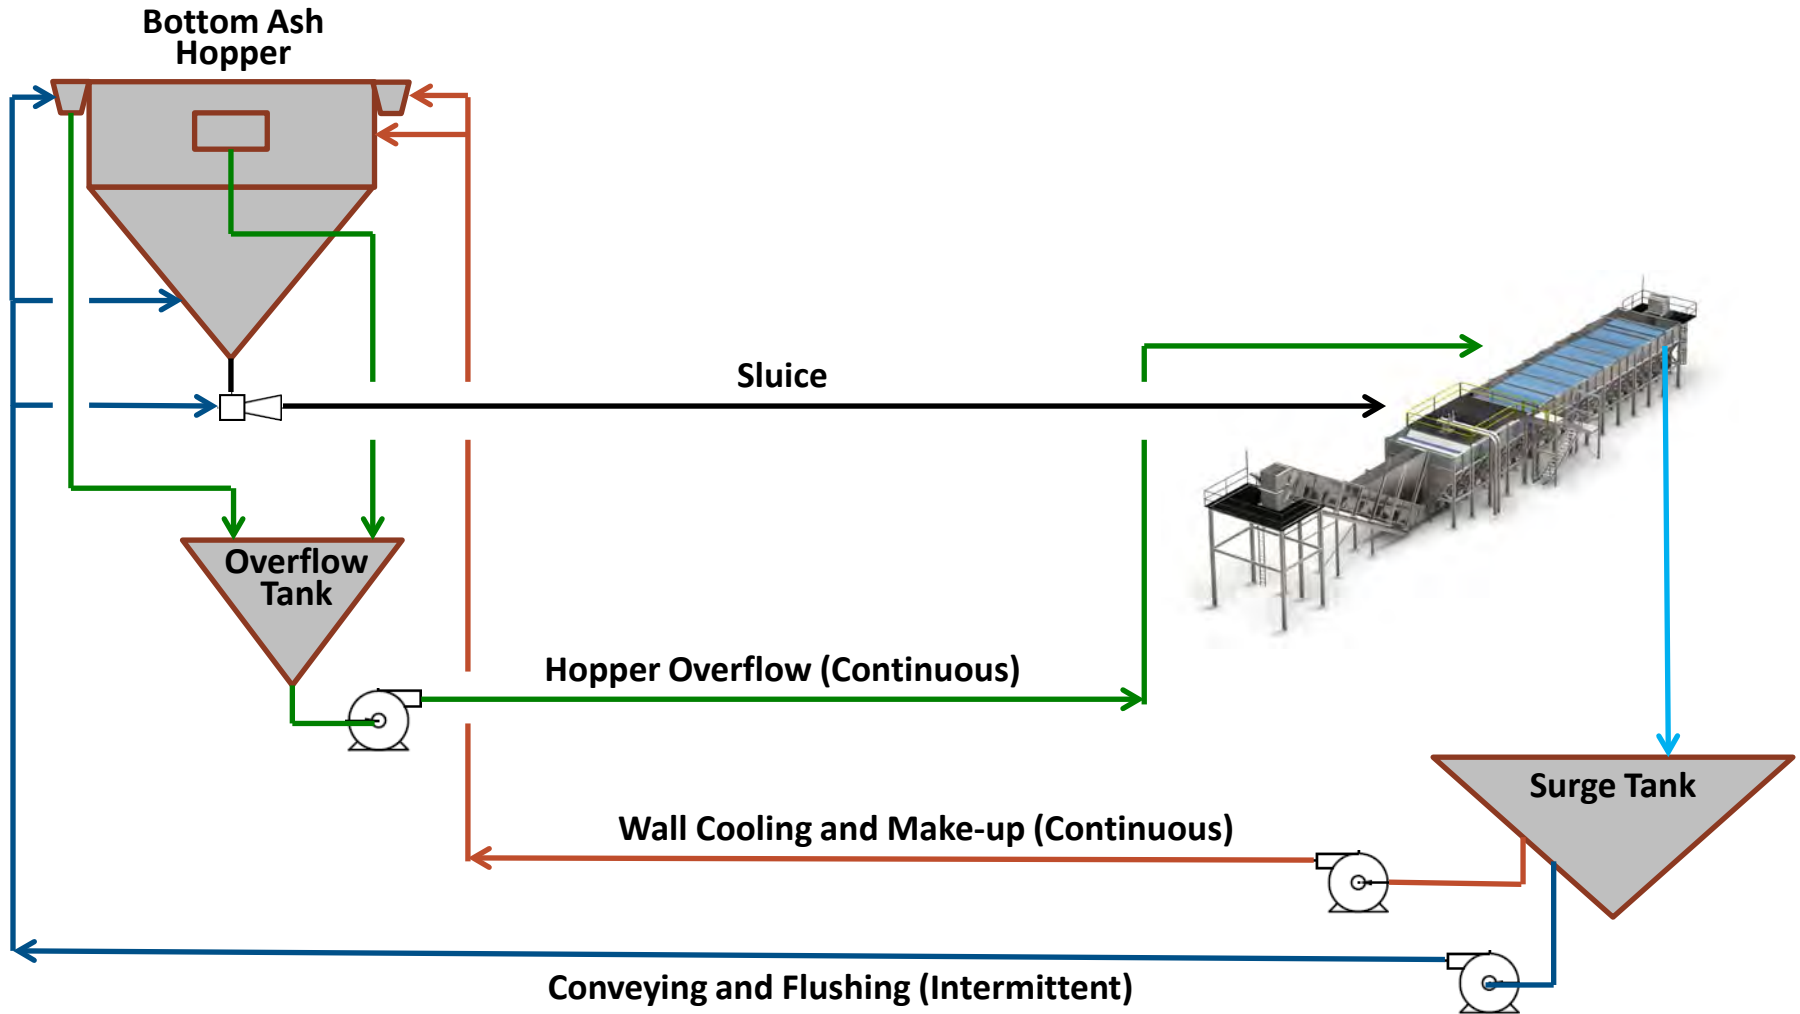 Bottom Ash
Hopper
Sluice
Overflow
Tank
Hopper Overflow (Continuous)
Surge Tank
Wall Cooling and Make-up (Continuous)
Conveying and Flushing (Intermittent)